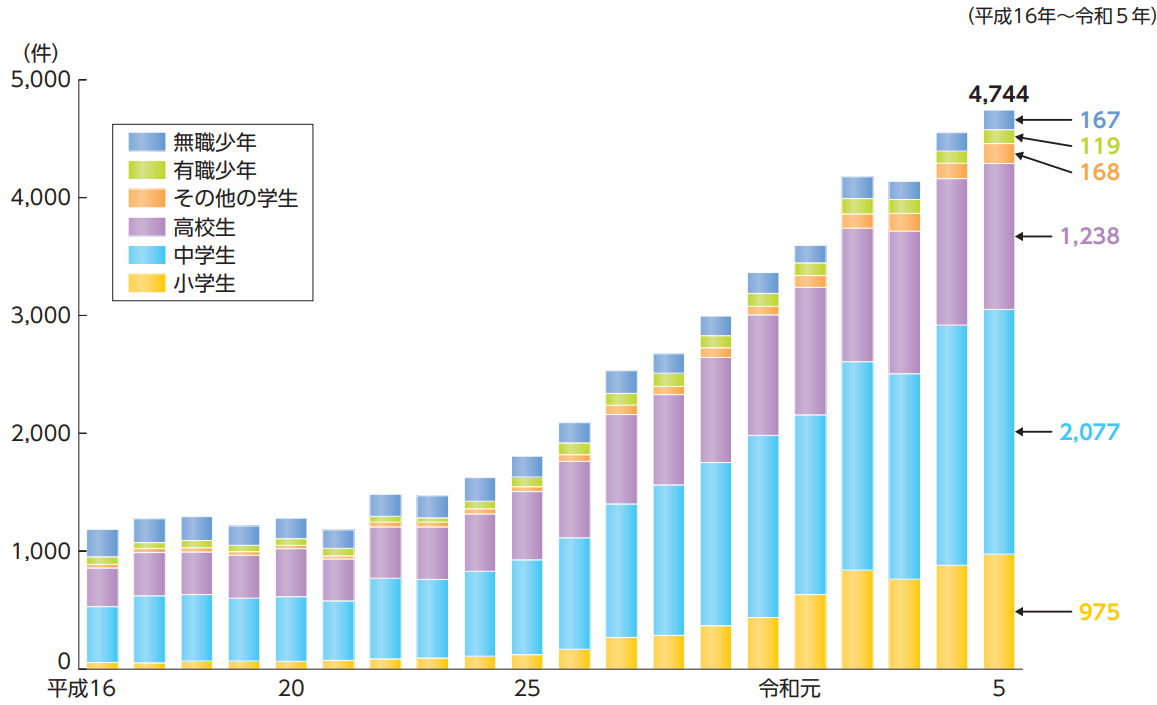 (平成16年～令和5年)
(件)
5,000
4,744
167
無職少年
119
有職少年
168
4,000
その他の学生
高校生
1,238
中学生
小学生
3,000
2,000
2,077
1,000
975
0
平成16 20 25 令和元 5